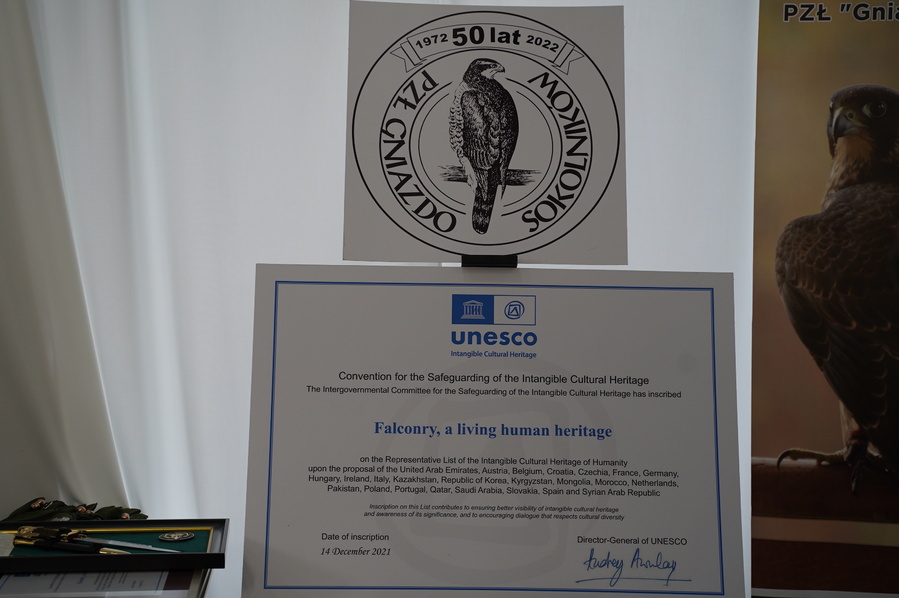 PZŁ "Gnia
1972 50 lat 2022
PZŁ GNIAZDO SOKOLNIKÓW
unesco
Intangible Cultural Heritage
Convention for the Safeguarding of the Intangible Cultural Heritage
The Intergovernmental Committee for the Safeguarding of the Intangible Cultural Heritage has inscribed
Falconry, a living human heritage
on the Representative List of the Intangible Cultural Heritage of Humanity
upon the proposal of the United Arab Emirates, Austria, Belgium, Croatia, Czechia, France, Germany,
Hungary, Ireland, Italy, Kazakhstan, Republic of Korea, Kyrgyzstan, Mongolia, Morocco, Netherlands,
Pakistan, Poland, Portugal, Qatar, Saudi Arabia, Slovakia, Spain and Syrian Arab Republic
Inscription on this List contributes to ensuring better visibility of intangible cultural heritage
and awareness of its significance, and to encouraging dialogue that respects cultural diversity
Date of inscription
14 December 2021
Director-General of UNESCO